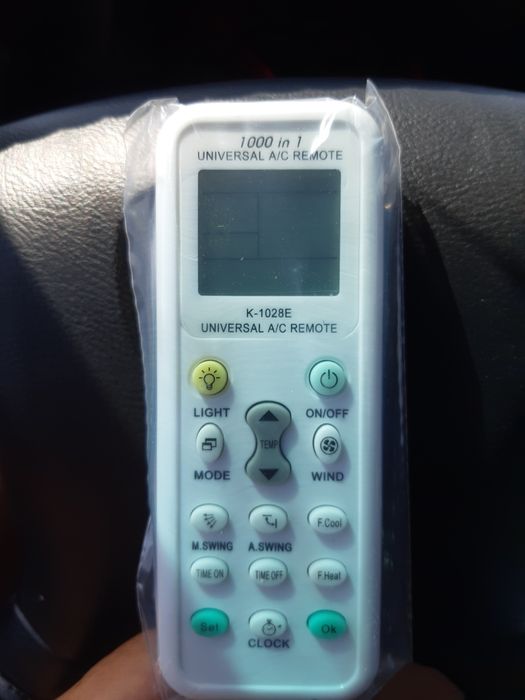 1000 in 1
UNIVERSAL A/C REMOTE
K-1028E
UNIVERSAL A/C REMOTE
LIGHT
ON/OFF
TEMP
MODE
WIND
F.Cool
M.SWING
A.SWING
TIME ON
TIME OFF
F.Heat
Set
Ok
CLOCK